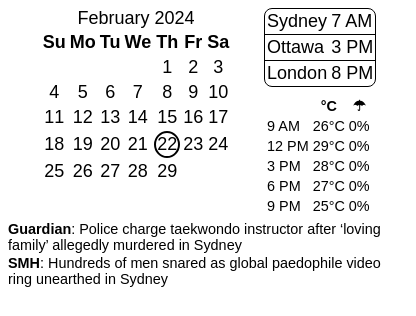 February 2024
Su Mo Tu We Th Fr Sa
1 2 3
4 5 6 7 8 9 10
11 12 13 14 15 16 17
18 19 20 21 22 23 24
25 26 27 28 29
Sydney 7 AM
Ottawa 3 PM
London 8 PM
°C ☂
9 AM 26°C 0%
12 PM 29°C 0%
3 PM 28°C 0%
6 PM 27°C 0%
9 PM 25°C 0%
Guardian: Police charge taekwondo instructor after ‘loving
family’ allegedly murdered in Sydney
SMH: Hundreds of men snared as global paedophile video
ring unearthed in Sydney